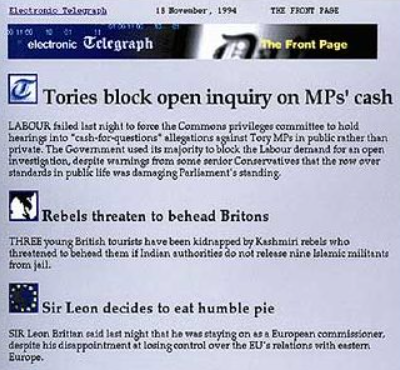 Electronic Telegraph 18 November, 1994 THE FRONT PAGE
electronic Telegraph The Front Page
Tories block open inquiry on MPs' cash
LABOUR failed last night to force the Commons privileges committee to hold
hearings into "cash-for-questions" allegations against Tory MPs in public rather than
private. The Government used its majority to block the Labour demand for an open
investigation, despite warnings from some senior Conservatives that the row over
standards in public life was damaging Parliament's standing.
Rebels threaten to behead Britons
THREE young British tourists have been kidnapped by Kashmiri rebels who
threatened to behead them if Indian authorities do not release nine Islamic militants
from jail.
Sir Leon decides to eat humble pie
SIR Leon Brittan said last night that he was staying on as a European commissioner,
despite his disappointment at losing control over the EU's relations with eastern
Europe.